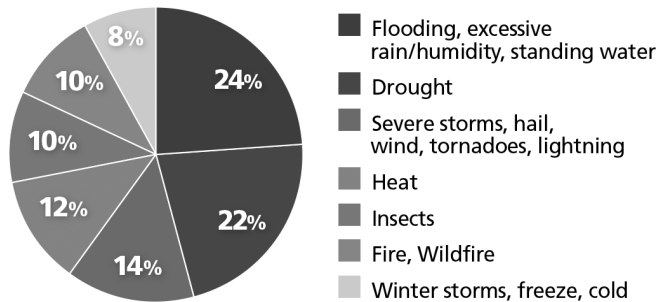 8%
24%
10%
10%
12%
22%
14%
Flooding, excessive
rain/humidity, standing water
Drought
Severe storms, hail,
wind, tornadoes, lightning
Heat
Insects
Fire, Wildfire
Winter storms, freeze, cold